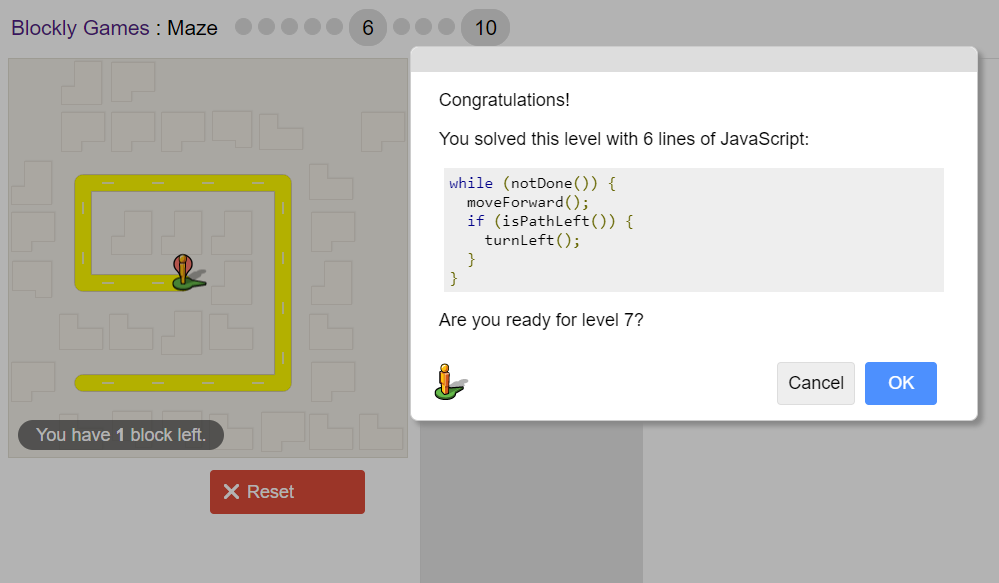 Blockly Games : Maze 6 10
Congratulations!
You solved this level with 6 lines of JavaScript:
while (notDone()) {
  moveForward();
  if (isPathLeft()) {
    turnLeft();
  }
}
Are you ready for level 7?
Cancel OK
You have 1 block left.
Reset